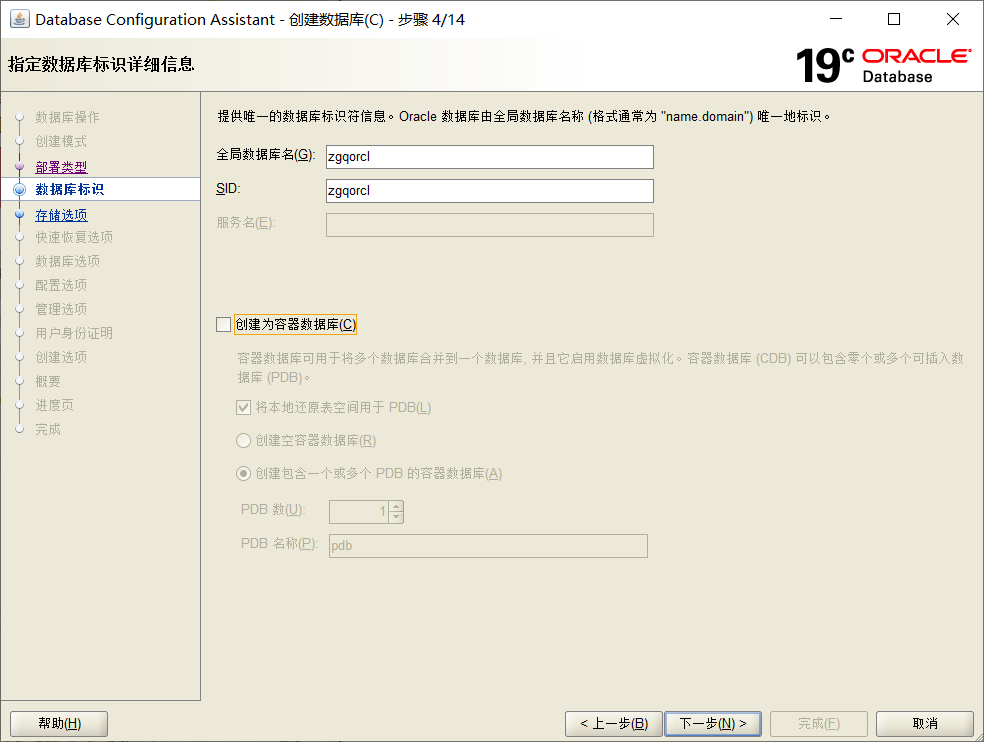 Database Configuration Assistant - 创建数据库(C) - 步骤 4/14
指定数据库标识详细信息
19c ORACLE
Database
数据库操作
创建模式
部署类型
数据库标识
存储选项
快速恢复选项
数据库选项
配置选项
管理选项
用户身份证明
创建选项
概要
进度页
完成
提供唯一的数据库标识符信息。Oracle 数据库由全局数据库名称 (格式通常为 "name.domain") 唯一地标识。
全局数据库名(G): zgqorcl
SID: zgqorcl
服务名(E):
创建为容器数据库(C)
容器数据库可用于将多个数据库合并到一个数据库, 并且它启用数据库虚拟化。容器数据库 (CDB) 可以包含零个或多个可插入数
据库 (PDB)。
将本地还原表空间用于 PDB(L)
创建空容器数据库(R)
创建包含一个或多个 PDB 的容器数据库(A)
PDB 数(U): 1
PDB 名称(P): pdb
帮助(H)
< 上一步(B)
下一步(N) >
完成(F)
取消